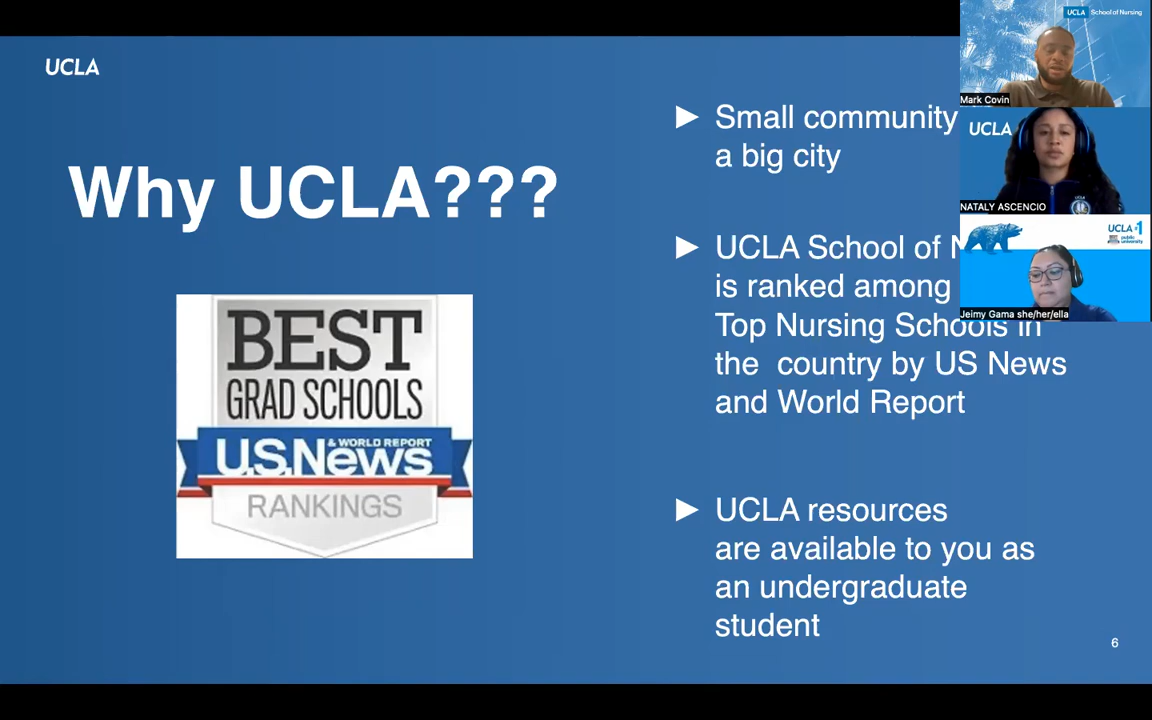 UCLA
Why UCLA???
BEST
GRAD SCHOOLS
U.S.News
& WORLD REPORT
RANKINGS
▶ Small community
a big city
▶ UCLA School of
is ranked among
Top Nursing Schools in
the country by US News
and World Report
▶ UCLA resources
are available to you as
an undergraduate
student
6
UCLA School of Nursing
Mark Covin
UCLA
NATALY ASCENCIO
UCLA #1
public
university
Jeimy Gama she/her/ella